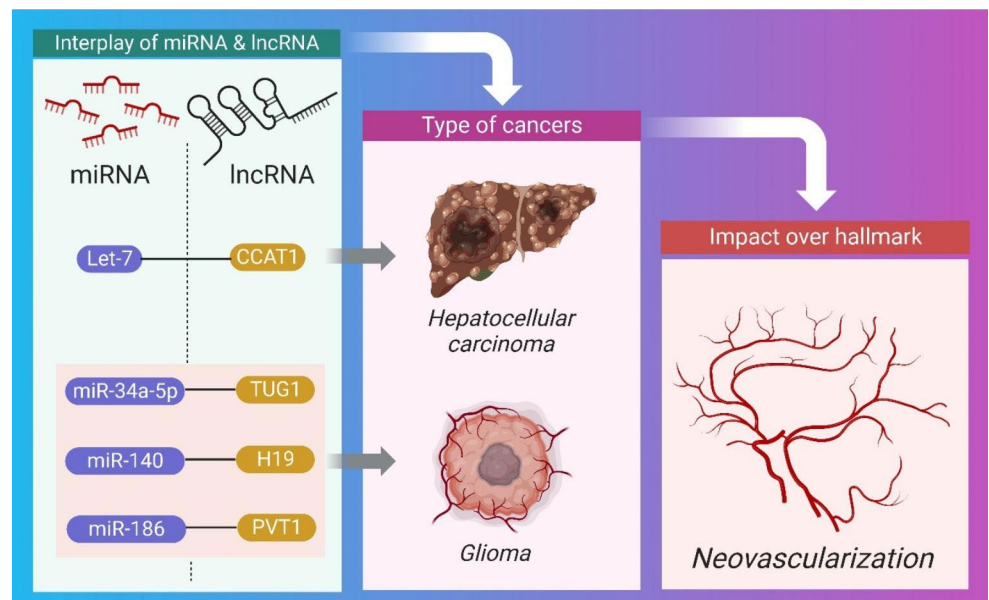 Interplay of miRNA & lncRNA
miRNA
lncRNA
Let-7
CCAT1
miR-34a-5p
TUG1
miR-140
H19
miR-186
PVT1
Type of cancers
Hepatocellular
carcinoma
Glioma
Impact over hallmark
Neovascularization